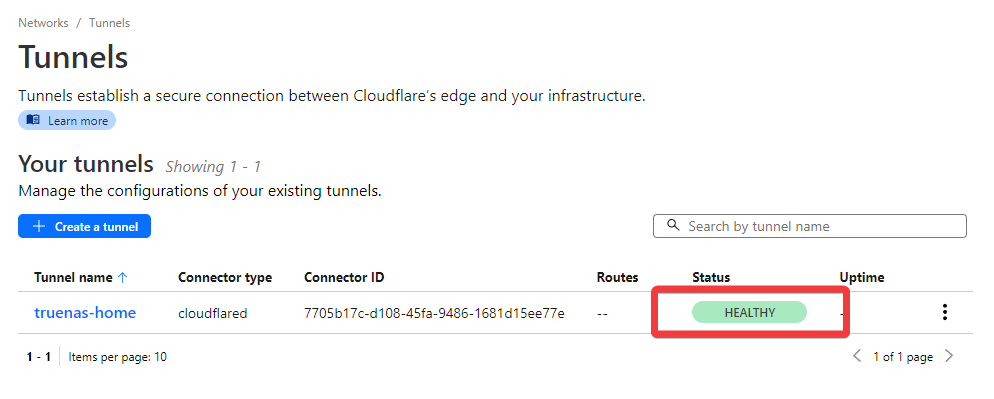 Networks / Tunnels
Tunnels
Tunnels establish a secure connection between Cloudflare's edge and your infrastructure.
Learn more
Your tunnels Showing 1 - 1
Manage the configurations of your existing tunnels.
+ Create a tunnel Search by tunnel name
Tunnel name ↑ Connector type Connector ID Routes Status Uptime
truenas-home cloudflared 7705b17c-d108-45fa-9486-1681d15ee77e -- HEALTHY
1 - 1 Items per page: 10 1 of 1 page